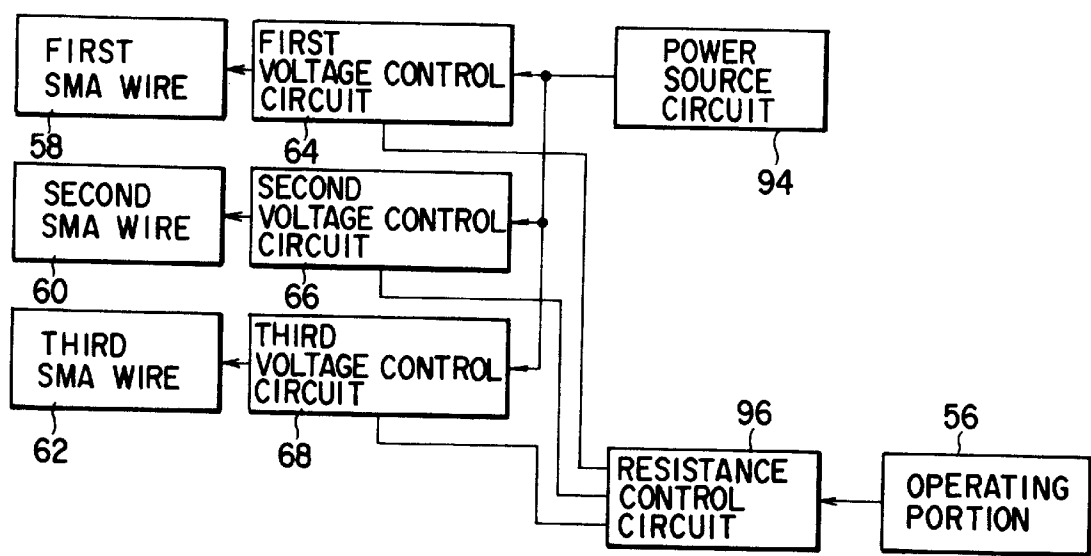 FIRST
SMA WIRE
58
FIRST
VOLTAGE CONTROL
CIRCUIT
64
POWER
SOURCE
CIRCUIT
94
SECOND
SMA WIRE
60
SECOND
VOLTAGE CONTROL
CIRCUIT
66
THIRD
SMA WIRE
62
THIRD
VOLTAGE CONTROL
CIRCUIT
68
96
RESISTANCE
CONTROL
CIRCUIT
56
OPERATING
PORTION